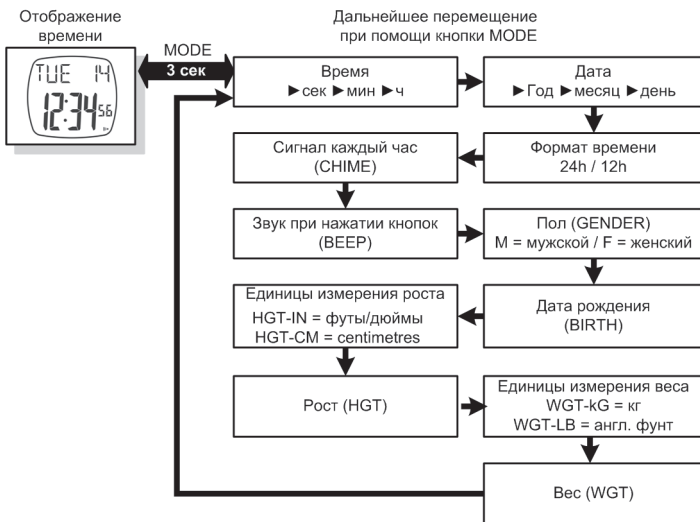 Отображение
времени
Дальнейшее перемещение
при помощи кнопки MODE
TUE 14
12:34 56
MODE
3 сек
Время
►сек ►мин ►ч
Дата
►Год ►месяц ►день
Сигнал каждый час
(CHIME)
Формат времени
24h / 12h
Звук при нажатии кнопок
(BEEP)
Пол (GENDER)
M = мужской / F = женский
Единицы измерения роста
HGT-IN = футы/дюймы
HGT-CM = centimetres
Дата рождения
(BIRTH)
Рост (HGT)
Единицы измерения веса
WGT-kG = кг
WGT-LB = англ. фунт
Вес (WGT)